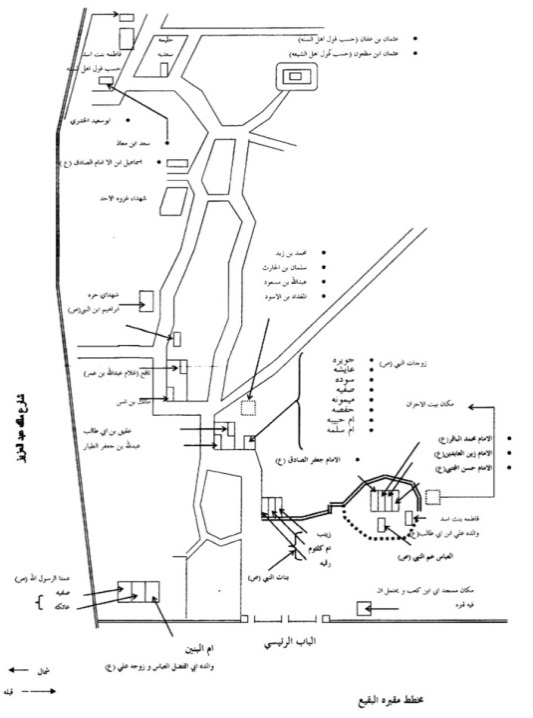 عثمان بن عفان (حسب قول اهل السنه)
عثمان ابن مظعون (حسب قول اهل الشيعه)
حليمه
سعديه
فاطمه بنت اسد
حسب قول اهل السنه
ابوسعيد الخدري
سعد ابن معاذ
اسماعيل ابن الامام الصادق (ع)
شهداء غزوه الاحد
محمد بن زيد
سلمان بن الحارث
عبدالله بن مسعود
المقداد بن الاسود
شهداي حره
ابراهيم ابن النبي(ص)
نافع (غلام عبدالله بن عمر)
مالك بن انس
زوجات النبي (ص)
جويره
عايشه
سوده
صفيه
ميمونه
حفصه
ام حبيبه
ام سلمه
مكان بيت الاحزان
عقيق بن ابي طالب
عبدالله بن جعفر الطيار
الامام جعفر الصادق (ع)
الامام محمد الباقر(ع)
الامام زين العابدين(ع)
الامام حسن المجتبي(ع)
شارع ملك عبد العزيز
فاطمه بنت اسد
والده علي ابن ابي طالب(ع)
العباس عم النبي (ص)
زينب
ام كلثوم
رقيه
بنات النبي (ص)
عمتا الرسول الله (ص)
صفيه
عاتكه
مكان مسجد ابي ابن كعب و يحتمل ان
فيه قبره
الباب الرئيسي
ام البنين
والده ابي الفضل العباس و زوجه علي (ع)
شمال
قبله
مخطط مقبره البقيع